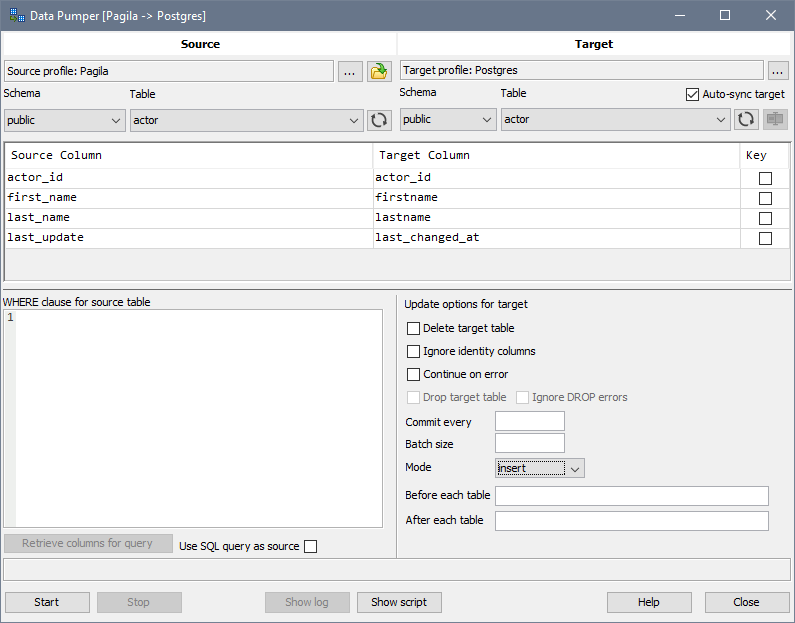 Data Pumper [Pagila -> Postgres]
Source Target
Source profile: Pagila ... Target profile: Postgres ...
Schema Table Schema Table Auto-sync target
public actor public actor
Source Column Target Column Key
actor_id actor_id
first_name firstname
last_name lastname
last_update last_changed_at
WHERE clause for source table
1
Retrieve columns for query Use SQL query as source
Update options for target
Delete target table
Ignore identity columns
Continue on error
Drop target table Ignore DROP errors
Commit every
Batch size
Mode insert
Before each table
After each table
Start Stop Show log Show script Help Close